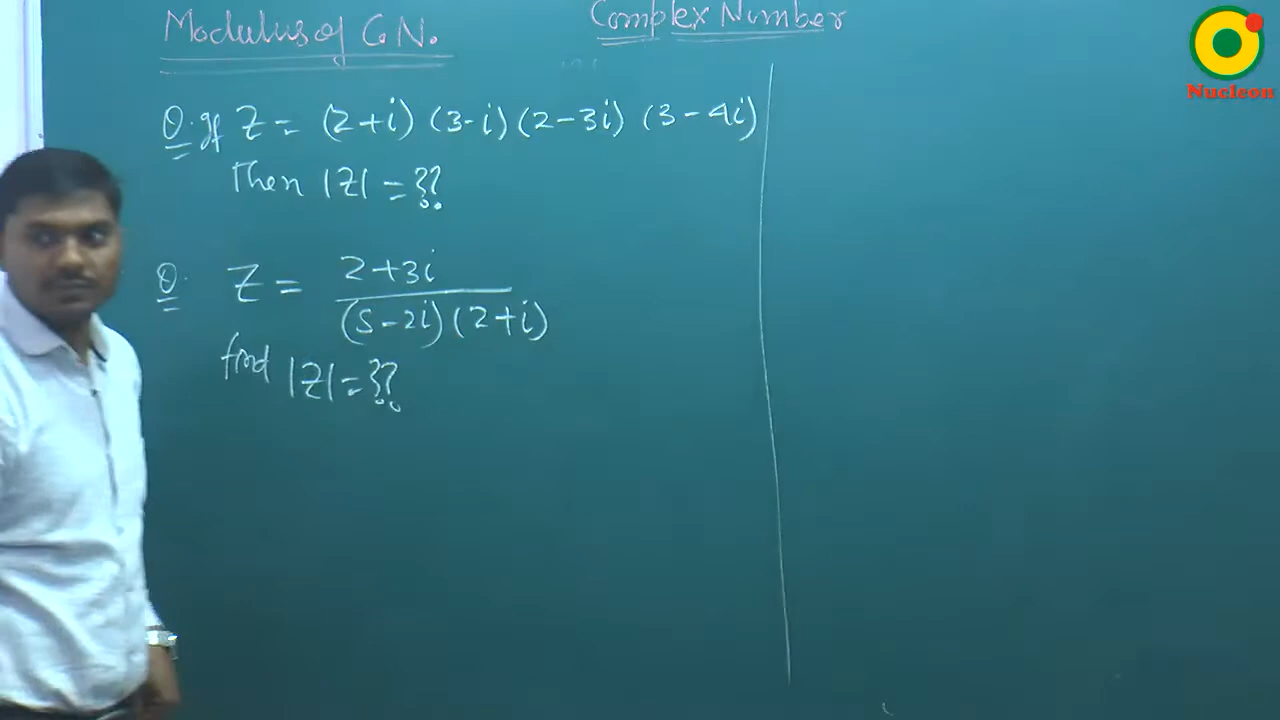 Modulus of C.N.
Complex Number
Nucleon
Q. If Z = (2+i) (3-i) (2-3i) (3-4i)
Then |Z| = ??
Q. Z = 2+3i
(5-2i) (2+i)
find |Z| = ??